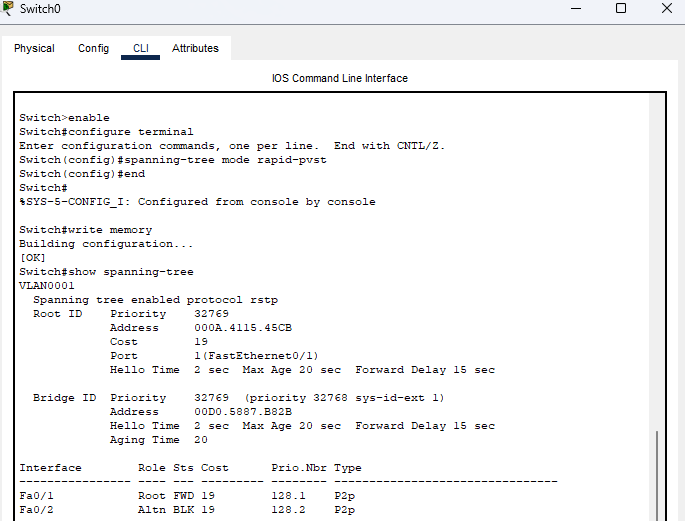 Switch0
Physical Config CLI Attributes
IOS Command Line Interface
Switch>enable
Switch#configure terminal
Enter configuration commands, one per line.  End with CNTL/Z.
Switch(config)#spanning-tree mode rapid-pvst
Switch(config)#end
Switch#
%SYS-5-CONFIG_I: Configured from console by console
Switch#write memory
Building configuration...
[OK]
Switch#show spanning-tree
VLAN0001
  Spanning tree enabled protocol rstp
  Root ID    Priority    32769
             Address     000A.4115.45CB
             Cost        19
             Port        1(FastEthernet0/1)
             Hello Time  2 sec  Max Age 20 sec  Forward Delay 15 sec
  Bridge ID  Priority    32769  (priority 32768 sys-id-ext 1)
             Address     00D0.5887.B82B
             Hello Time  2 sec  Max Age 20 sec  Forward Delay 15 sec
             Aging Time  20
Interface        Role Sts Cost      Prio.Nbr Type
---------------- ---- --- --------- -------- --------------------------------
Fa0/1            Root FWD 19        128.1    P2p
Fa0/2            Altn BLK 19        128.2    P2p